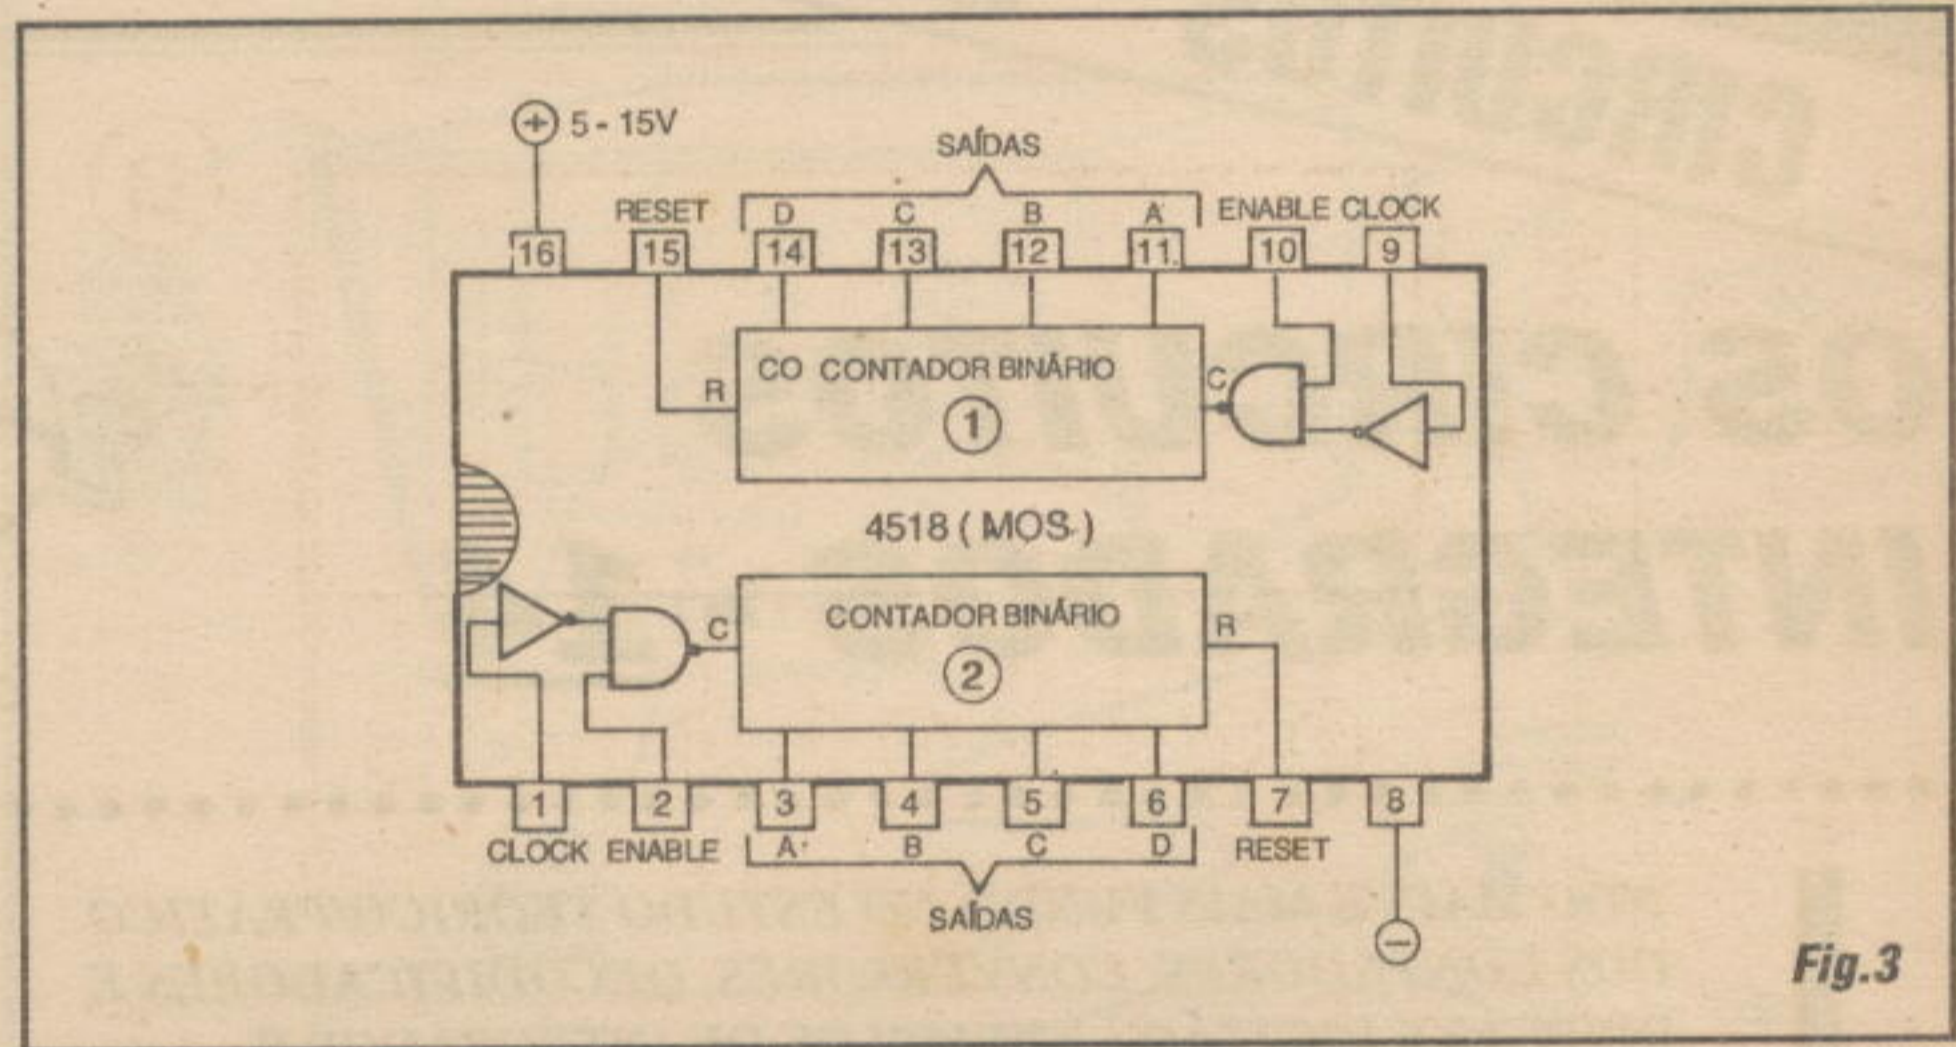 + 5 - 15V
SAÍDAS
RESET D C B A ENABLE CLOCK
16 15 14 13 12 11 10 9
CO CONTADOR BINÁRIO
R C
1
4518 ( MOS )
CONTADOR BINÁRIO
C R
2
1 2 3 4 5 6 7 8
CLOCK ENABLE A B C D RESET
SAÍDAS
−
Fig.3